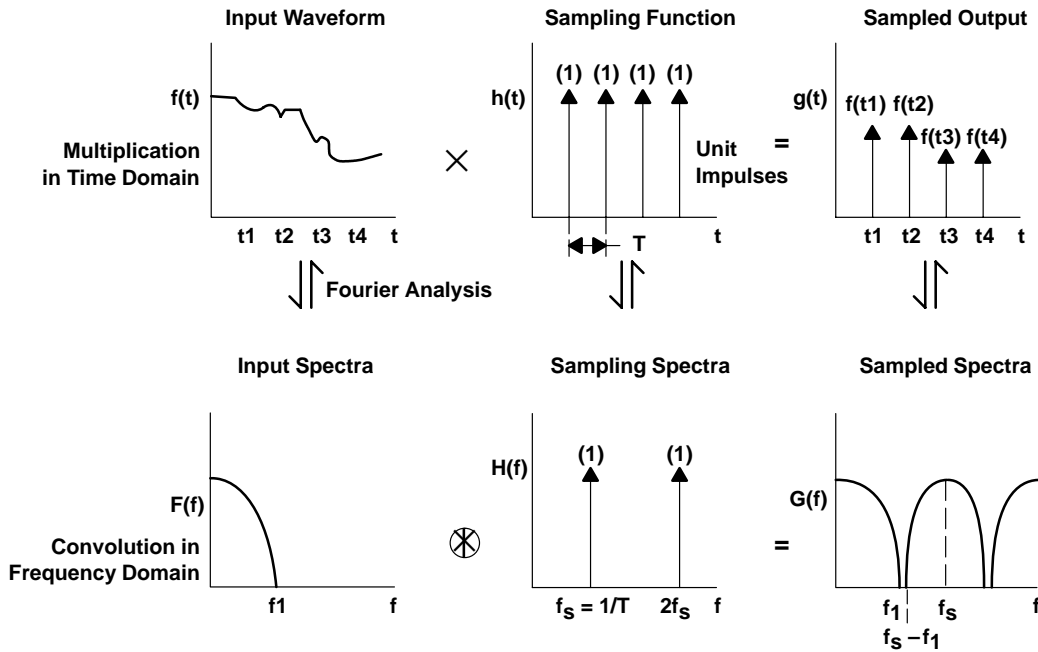 Input Waveform
Sampling Function
Sampled Output
f(t)
h(t)
(1) (1) (1) (1)
g(t)
f(t1) f(t2)
f(t3) f(t4)
Multiplication
in Time Domain
×
Unit
Impulses
=
t1 t2 t3 t4 t
T
t
t1 t2 t3 t4 t
Fourier Analysis
Input Spectra
Sampling Spectra
Sampled Spectra
F(f)
H(f)
(1) (1)
G(f)
Convolution in
Frequency Domain
=
f1 f
fS = 1/T 2fS f
f1 fS f
fS – f1